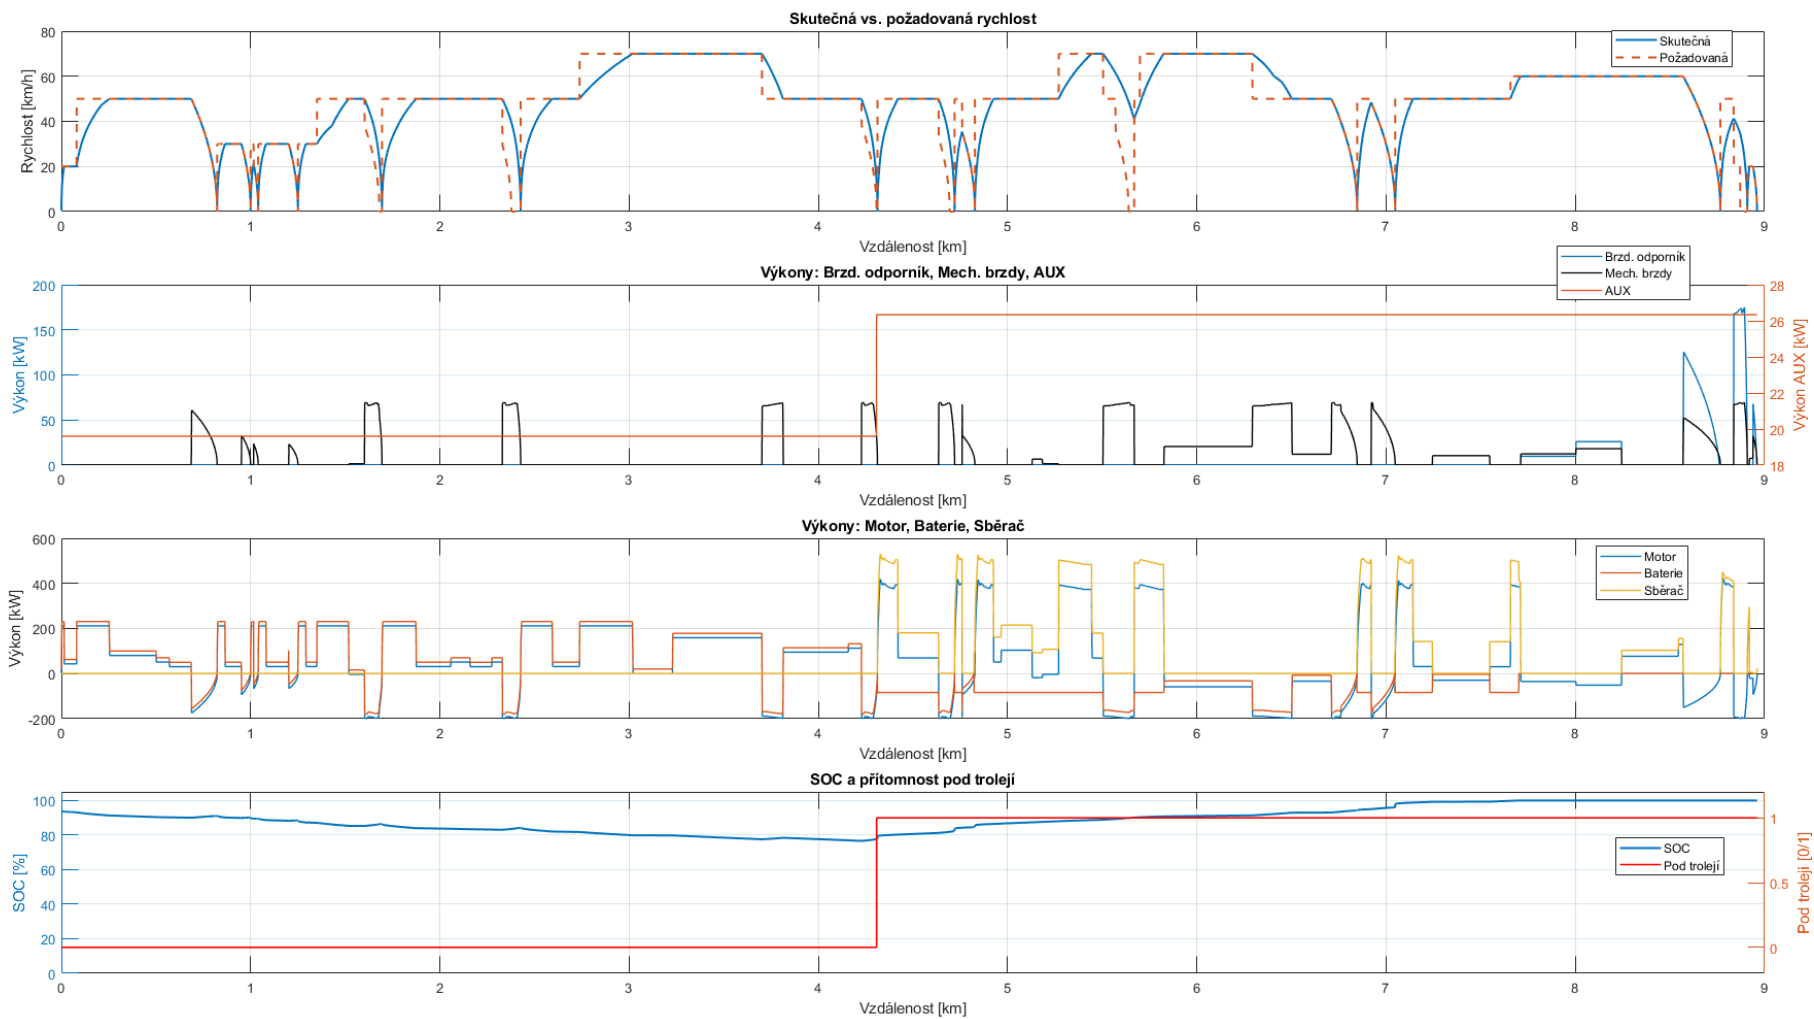 Skutečná vs. požadovaná rychlost
Rychlost [km/h]
80
60
40
20
0
Skutečná
Požadovaná
0 1 2 3 4 5 6 7 8 9
Vzdálenost [km]
Výkony: Brzd. odporník, Mech. brzdy, AUX
Výkon [kW]
200
150
100
50
0
Brzd. odporník
Mech. brzdy
AUX
28
26
24
22
20
18
Výkon AUX [kW]
0 1 2 3 4 5 6 7 8 9
Vzdálenost [km]
Výkony: Motor, Baterie, Sběrač
Výkon [kW]
600
400
200
0
-200
Motor
Baterie
Sběrač
0 1 2 3 4 5 6 7 8 9
Vzdálenost [km]
SOC a přítomnost pod trolejí
SOC [%]
100
80
60
40
20
0
SOC
Pod trolejí
1
0.5
0
Pod trolejí [0/1]
0 1 2 3 4 5 6 7 8 9
Vzdálenost [km]